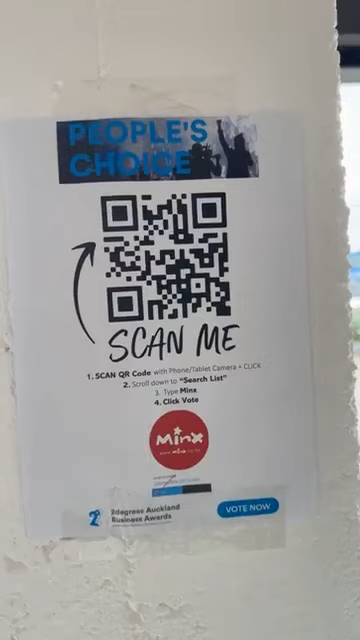 PEOPLE'S
CHOICE
SCAN ME
1. SCAN QR Code with Phone/Tablet Camera + CLICK
2. Scroll down to "Search List"
3. Type Minx
4. Click Vote
Minx
2degrees Auckland
Business Awards
VOTE NOW